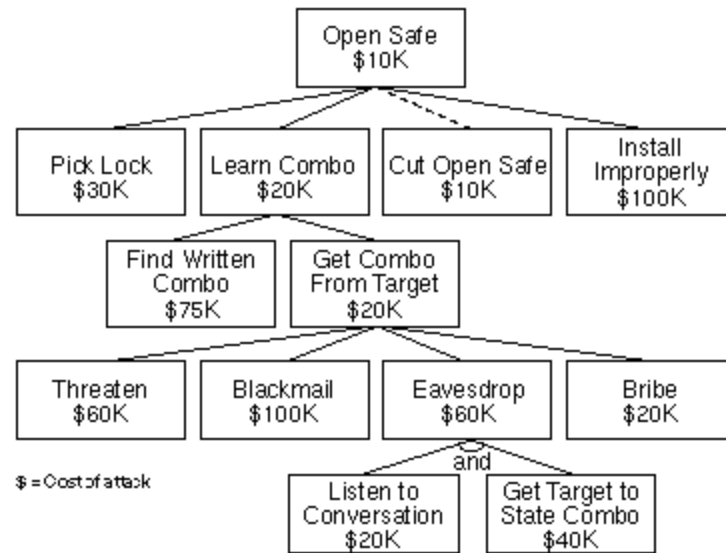 Open Safe
$10K
Pick Lock
$30K
Learn Combo
$20K
Cut Open Safe
$10K
Install
Improperly
$100K
Find Written
Combo
$75K
Get Combo
From Target
$20K
Threaten
$60K
Blackmail
$100K
Eavesdrop
$60K
Bribe
$20K
and
$ = Cost of attack
Listen to
Conversation
$20K
Get Target to
State Combo
$40K